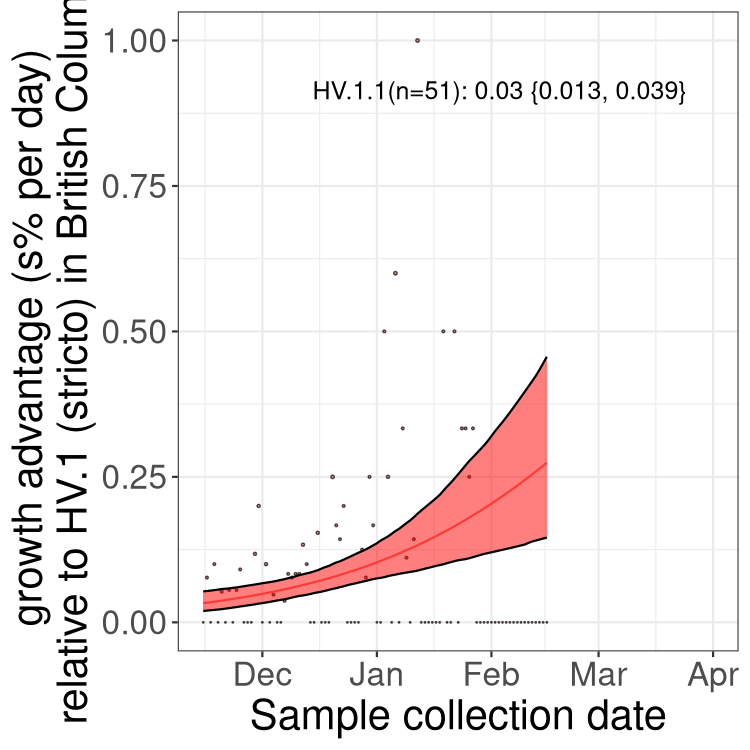 growth advantage (s% per day)
relative to HV.1 (stricto) in British Colum
1.00
0.75
0.50
0.25
0.00
HV.1.1(n=51): 0.03 {0.013, 0.039}
Dec Jan Feb Mar Apr
Sample collection date